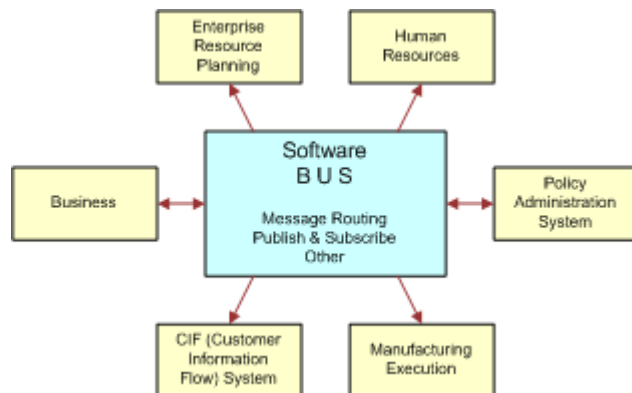 Enterprise
Resource
Planning
Human
Resources
Software
B U S
Message Routing
Publish & Subscribe
Other
Business
Policy
Administration
System
CIF (Customer
Information
Flow) System
Manufacturing
Execution